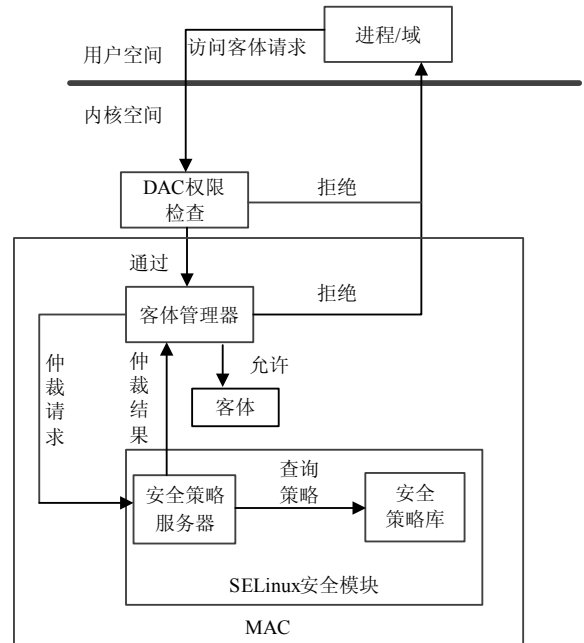 进程/域
用户空间
访问客体请求
内核空间
DAC权限
检查
拒绝
通过
客体管理器
拒绝
仲裁请求
仲裁结果
允许
客体
安全策略
服务器
查询
策略
安全
策略库
SELinux安全模块
MAC